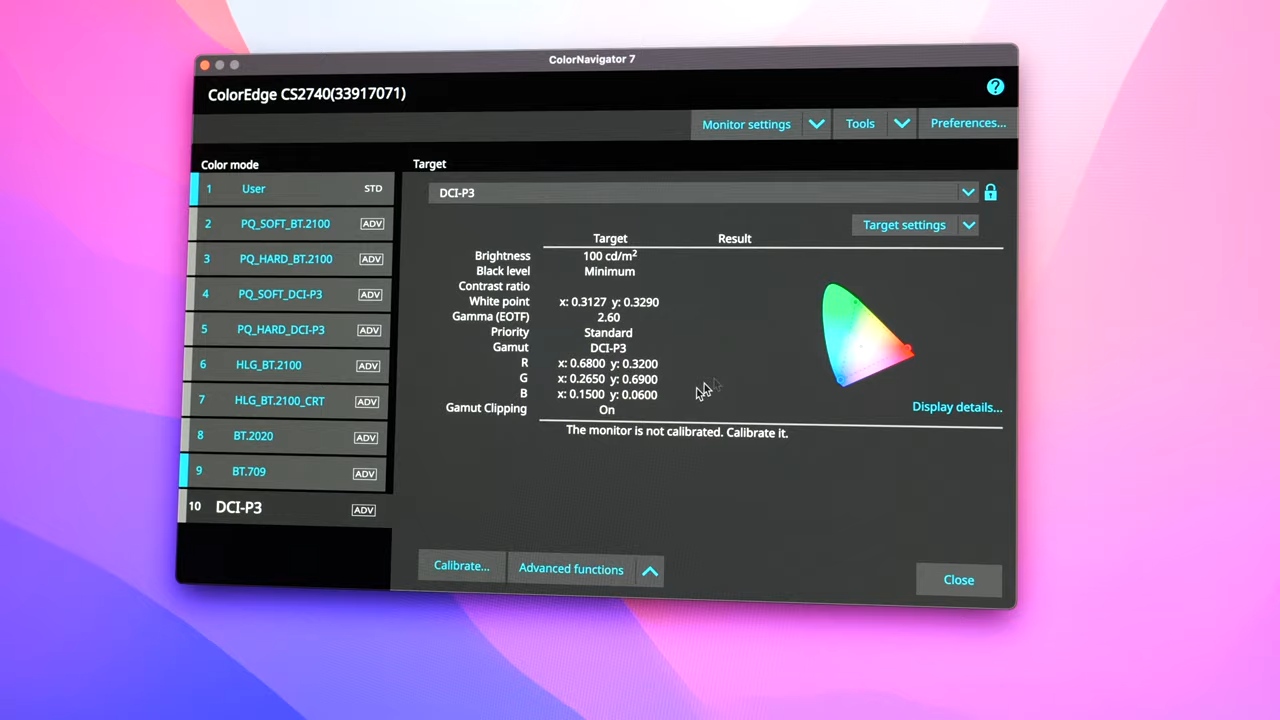 ColorNavigator 7
ColorEdge CS2740(33917071)
?
Monitor settings Tools Preferences...
Color mode
1 User STD
2 PQ_SOFT_BT.2100 ADV
3 PQ_HARD_BT.2100 ADV
4 PQ_SOFT_DCI-P3 ADV
5 PQ_HARD_DCI-P3 ADV
6 HLG_BT.2100 ADV
7 HLG_BT.2100_CRT ADV
8 BT.2020 ADV
9 BT.709 ADV
10 DCI-P3 ADV
Target
DCI-P3
Target settings
Target Result
Brightness 100 cd/m²
Black level Minimum
Contrast ratio
White point x: 0.3127 y: 0.3290
Gamma (EOTF) 2.60
Priority Standard
Gamut DCI-P3
R x: 0.6800 y: 0.3200
G x: 0.2650 y: 0.6900
B x: 0.1500 y: 0.0600
Gamut Clipping On
Display details...
The monitor is not calibrated. Calibrate it.
Calibrate... Advanced functions
Close